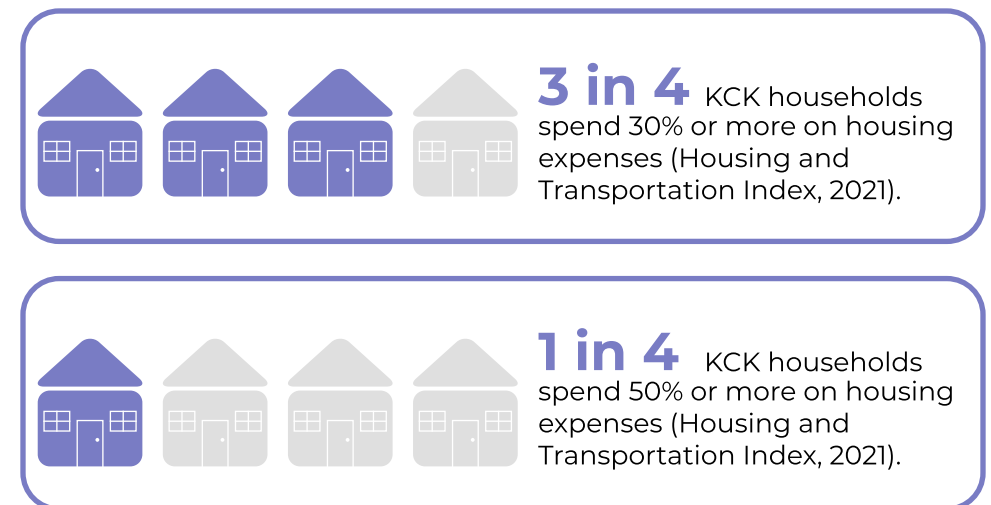 3 in 4 KCK households
spend 30% or more on housing
expenses (Housing and
Transportation Index, 2021).
1 in 4 KCK households
spend 50% or more on housing
expenses (Housing and
Transportation Index, 2021).